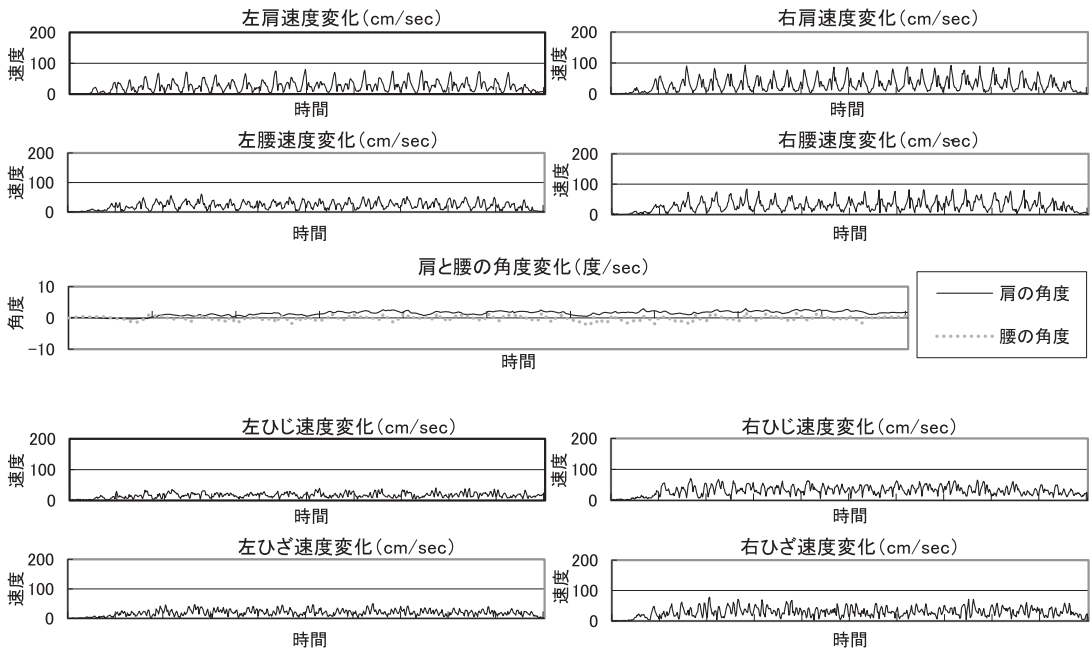 左肩速度変化(cm/sec)
200
100
0
速度
時間
右肩速度変化(cm/sec)
200
100
0
速度
時間
左腰速度変化(cm/sec)
200
100
0
速度
時間
右腰速度変化(cm/sec)
200
100
0
速度
時間
肩と腰の角度変化(度/sec)
10
0
-10
角度
時間
肩の角度
腰の角度
左ひじ速度変化(cm/sec)
200
100
0
速度
時間
右ひじ速度変化(cm/sec)
200
100
0
速度
時間
左ひざ速度変化(cm/sec)
200
100
0
速度
時間
右ひざ速度変化(cm/sec)
200
100
0
速度
時間